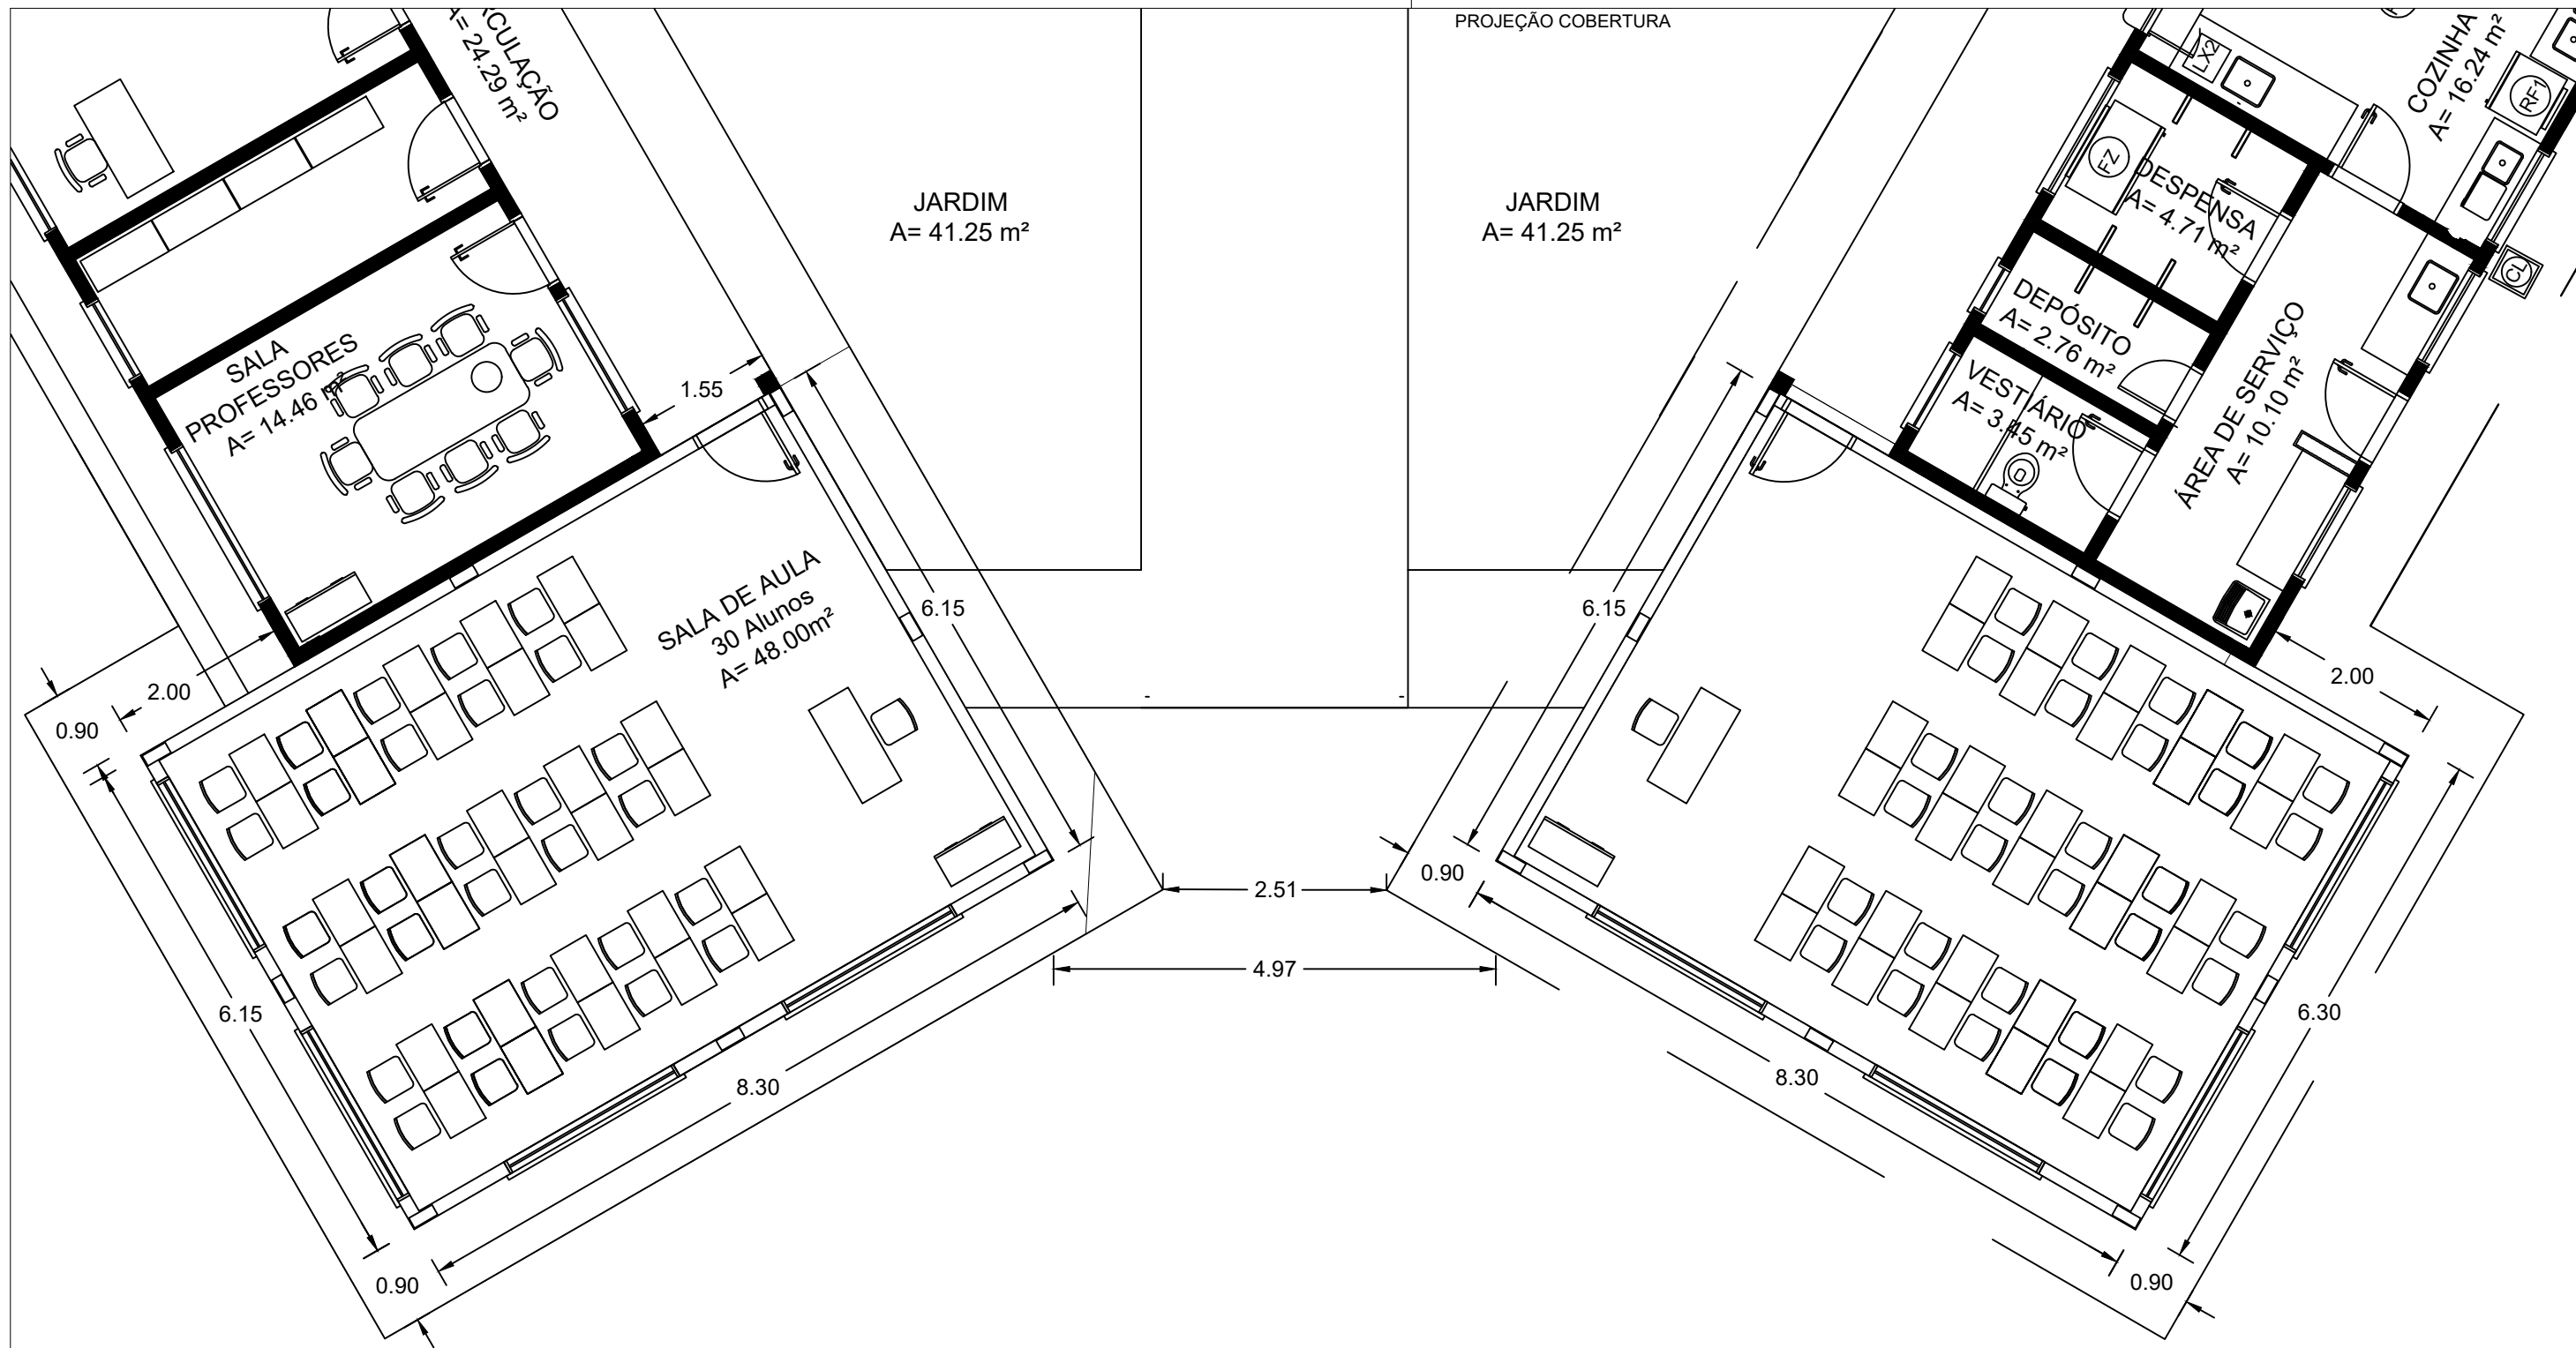 PROJEÇÃO COBERTURA
A= 24.29 m²
COZINHA
A= 16.24 m²
LX2
RF1
FZ
CL
JARDIM
A= 41.25 m²
JARDIM
A= 41.25 m²
DESPENSA
A= 4.71 m²
DEPÓSITO
A= 2.76 m²
VESTIÁRIO
A= 3.45 m²
ÁREA DE SERVIÇO
A= 10.10 m²
SALA
PROFESSORES
A= 14.46 m²
1.55
SALA DE AULA
30 Alunos
A= 48.00m²
6.15
6.15
2.00
2.00
0.90
0.90
2.51
4.97
6.15
6.30
8.30
8.30
0.90
0.90